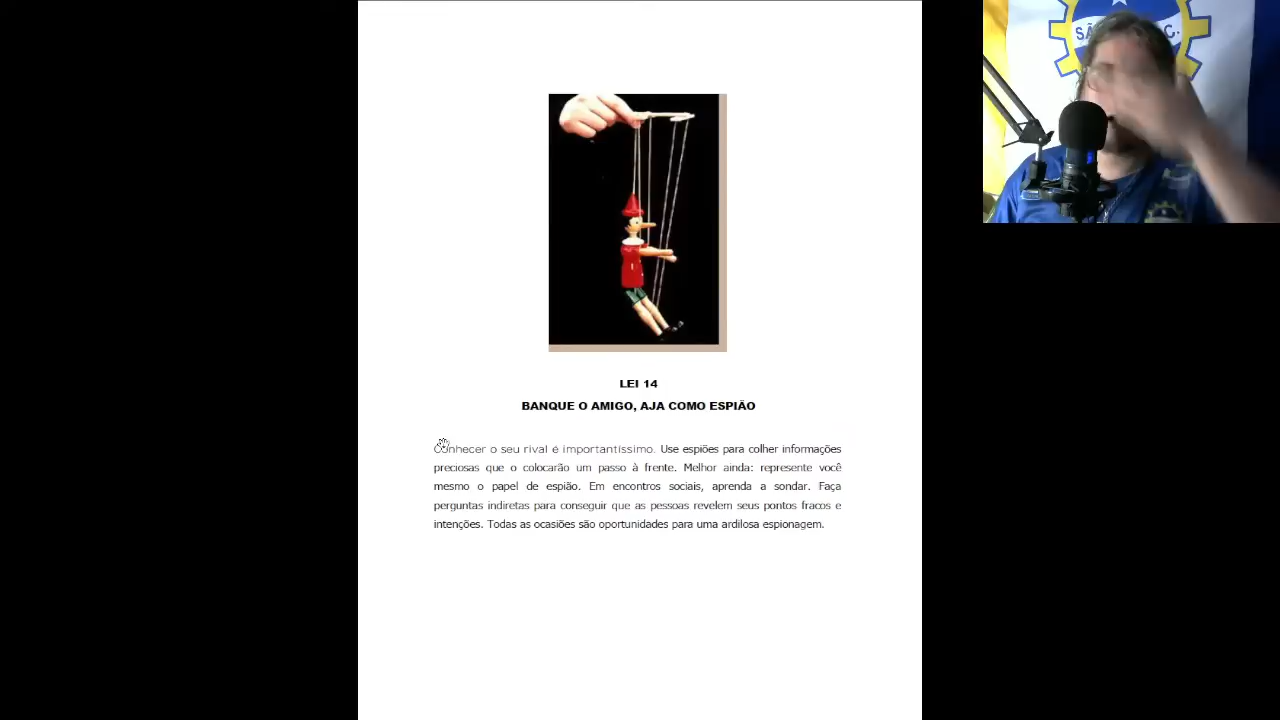 SÃ
C.
LEI 14
BANQUE O AMIGO, AJA COMO ESPIÃO
Conhecer o seu rival é importantíssimo. Use espiões para colher informações
preciosas que o colocarão um passo à frente. Melhor ainda: represente você
mesmo o papel de espião. Em encontros sociais, aprenda a sondar. Faça
perguntas indiretas para conseguir que as pessoas revelem seus pontos fracos e
intenções. Todas as ocasiões são oportunidades para uma ardilosa espionagem.